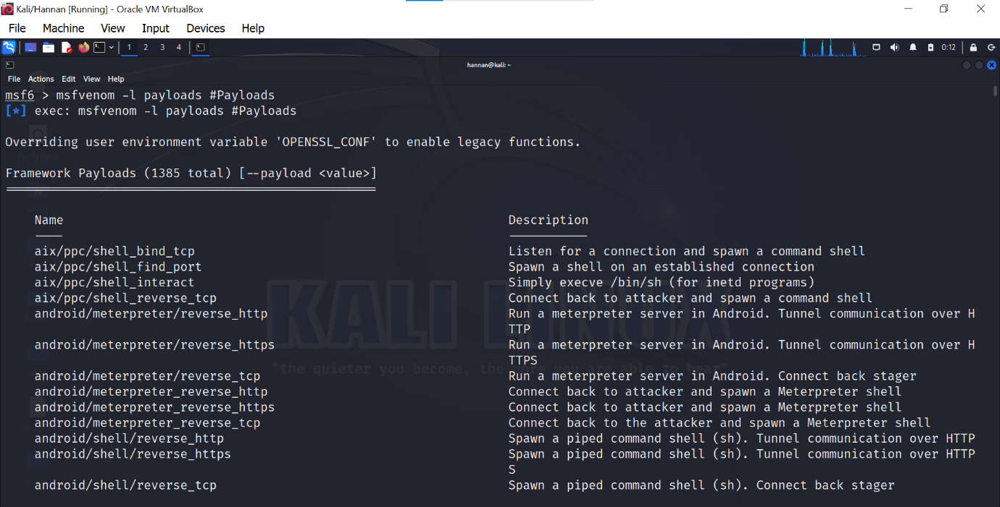 Kali/Hannan [Running] - Oracle VM VirtualBox
File Machine View Input Devices Help
1 2 3 4 0:12
hannan@kali: ~
File Actions Edit View Help
msf6 > msfvenom -l payloads #Payloads
[*] exec: msfvenom -l payloads #Payloads
Overriding user environment variable 'OPENSSL_CONF' to enable legacy functions.
Framework Payloads (1385 total) [--payload <value>]
Name Description
aix/ppc/shell_bind_tcp Listen for a connection and spawn a command shell
aix/ppc/shell_find_port Spawn a shell on an established connection
aix/ppc/shell_interact Simply execve /bin/sh (for inetd programs)
aix/ppc/shell_reverse_tcp Connect back to attacker and spawn a command shell
android/meterpreter/reverse_http Run a meterpreter server in Android. Tunnel communication over H
TTP
android/meterpreter/reverse_https Run a meterpreter server in Android. Tunnel communication over H
TTPS
android/meterpreter/reverse_tcp Run a meterpreter server in Android. Connect back stager
android/meterpreter_reverse_http Connect back to attacker and spawn a Meterpreter shell
android/meterpreter_reverse_https Connect back to attacker and spawn a Meterpreter shell
android/meterpreter_reverse_tcp Connect back to the attacker and spawn a Meterpreter shell
android/shell/reverse_http Spawn a piped command shell (sh). Tunnel communication over HTTP
android/shell/reverse_https Spawn a piped command shell (sh). Tunnel communication over HTTP
S
android/shell/reverse_tcp Spawn a piped command shell (sh). Connect back stager
KALI LINUX
"the quieter you become, the more you are able to hear"